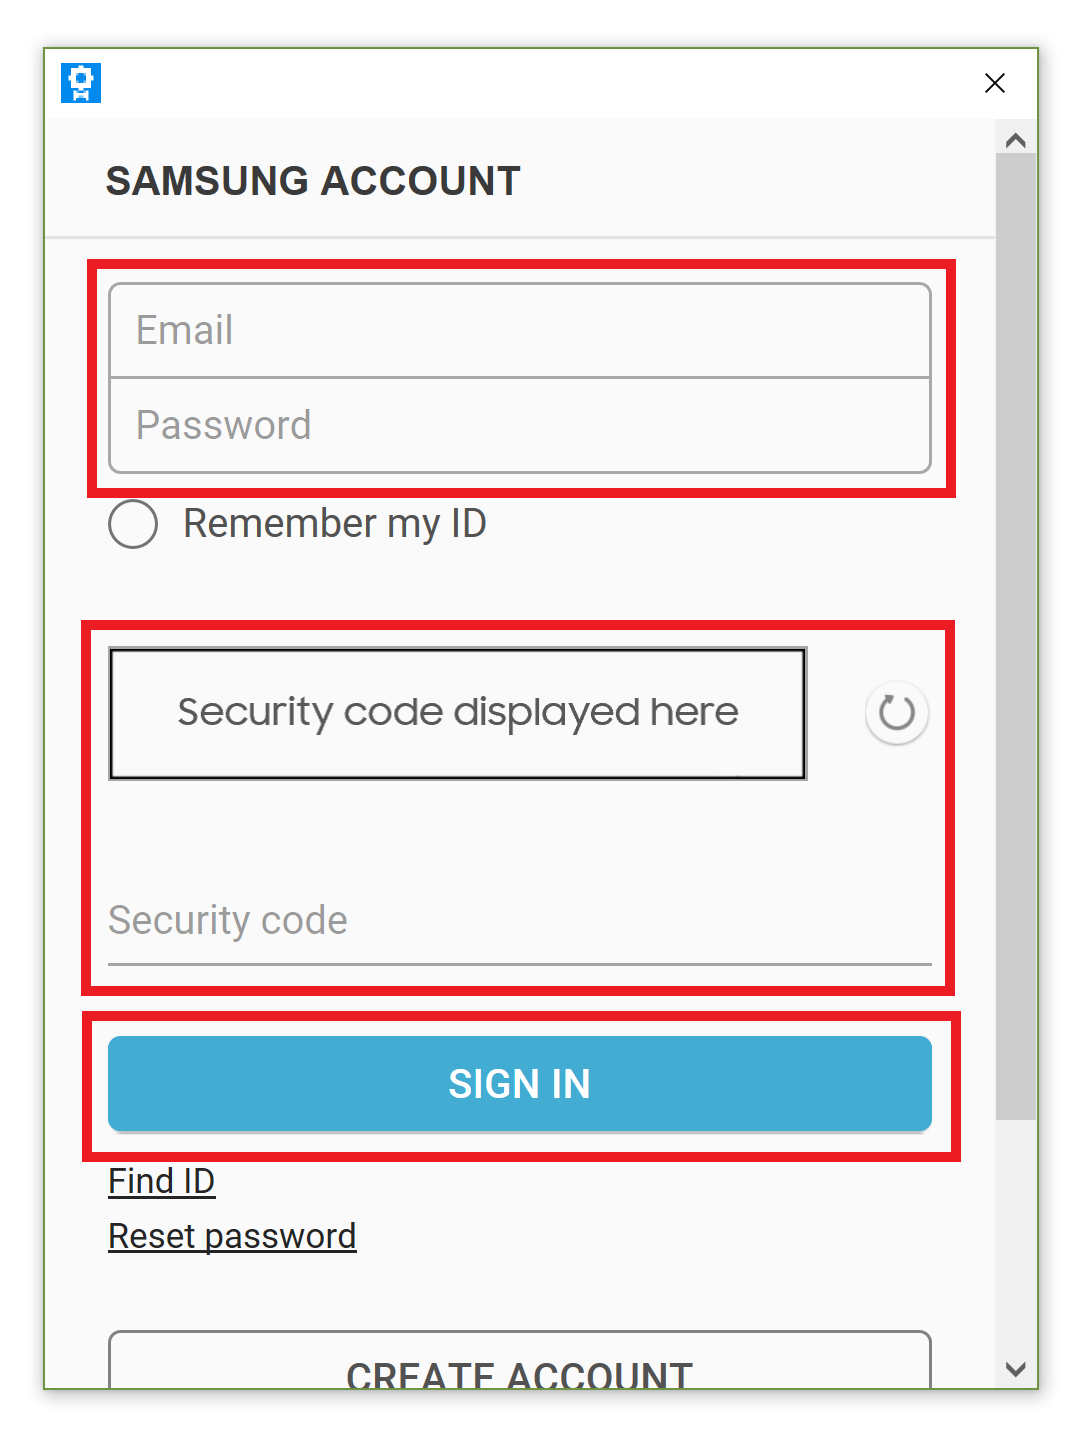 SAMSUNG ACCOUNT
Email
Password
Remember my ID
Security code displayed here
Security code
SIGN IN
Find ID
Reset password
CREATE ACCOUNT